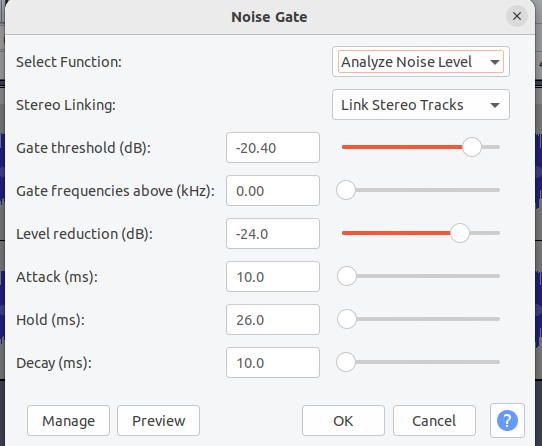 Noise Gate
Select Function: Analyze Noise Level
Stereo Linking: Link Stereo Tracks
Gate threshold (dB): -20.40
Gate frequencies above (kHz): 0.00
Level reduction (dB): -24.0
Attack (ms): 10.0
Hold (ms): 26.0
Decay (ms): 10.0
Manage Preview OK Cancel ?